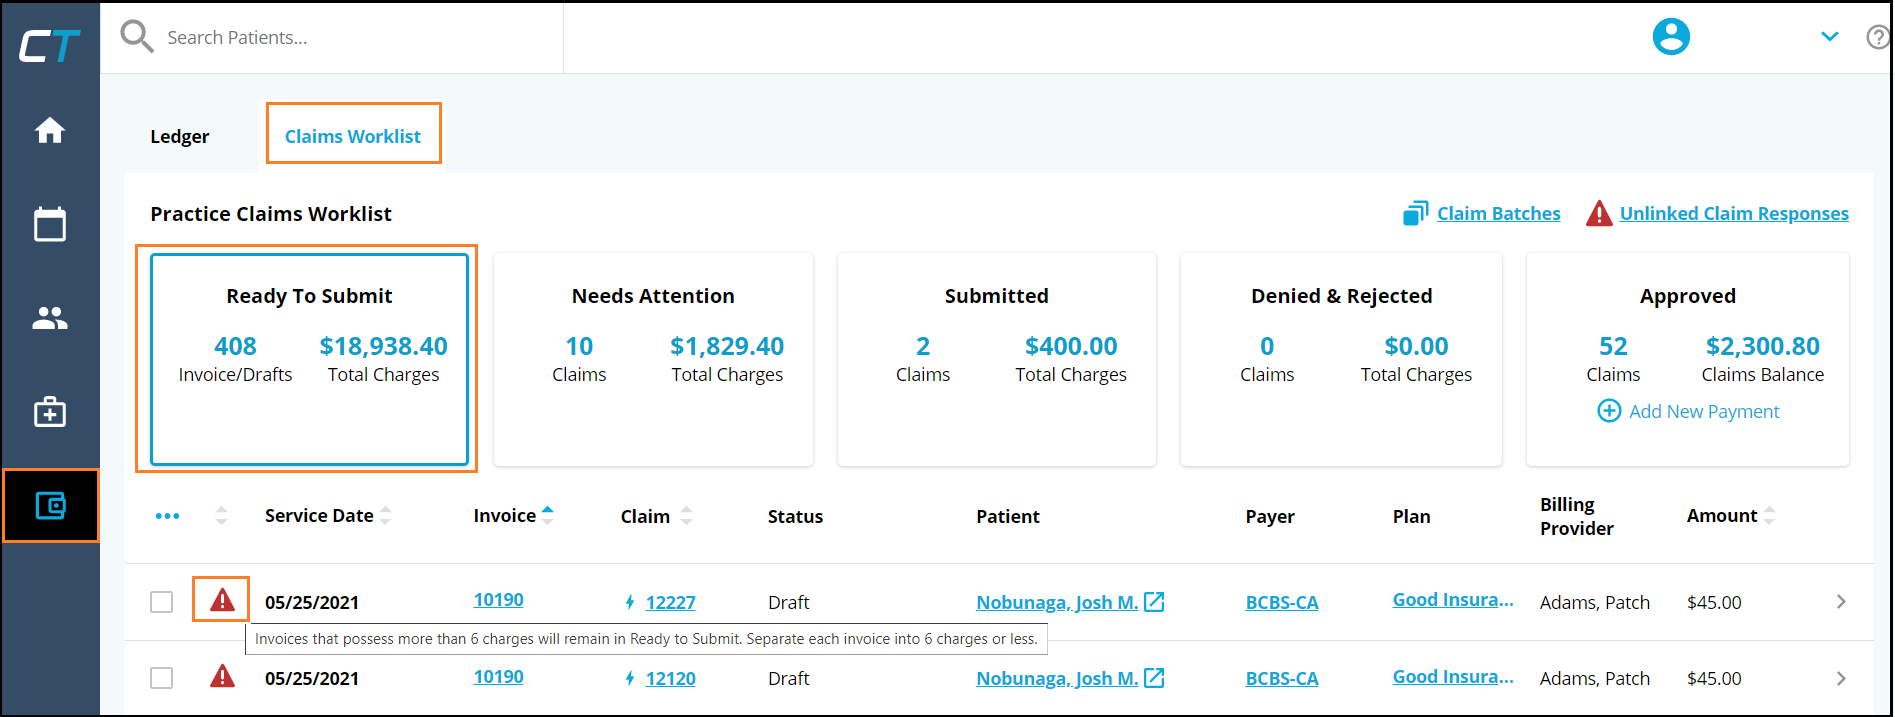 CT
Search Patients...
Ledger
Claims Worklist
Practice Claims Worklist
Claim Batches
Unlinked Claim Responses
Ready To Submit
408 $18,938.40
Invoice/Drafts Total Charges
Needs Attention
10 $1,829.40
Claims Total Charges
Submitted
2 $400.00
Claims Total Charges
Denied & Rejected
0 $0.00
Claims Total Charges
Approved
52 $2,300.80
Claims Claims Balance
Add New Payment
Service Date Invoice Claim Status Patient Payer Plan Billing Provider Amount
05/25/2021 10190 12227 Draft Nobunaga, Josh M. BCBS-CA Good Insura... Adams, Patch $45.00
Invoices that possess more than 6 charges will remain in Ready to Submit. Separate each invoice into 6 charges or less.
05/25/2021 10190 12120 Draft Nobunaga, Josh M. BCBS-CA Good Insura... Adams, Patch $45.00